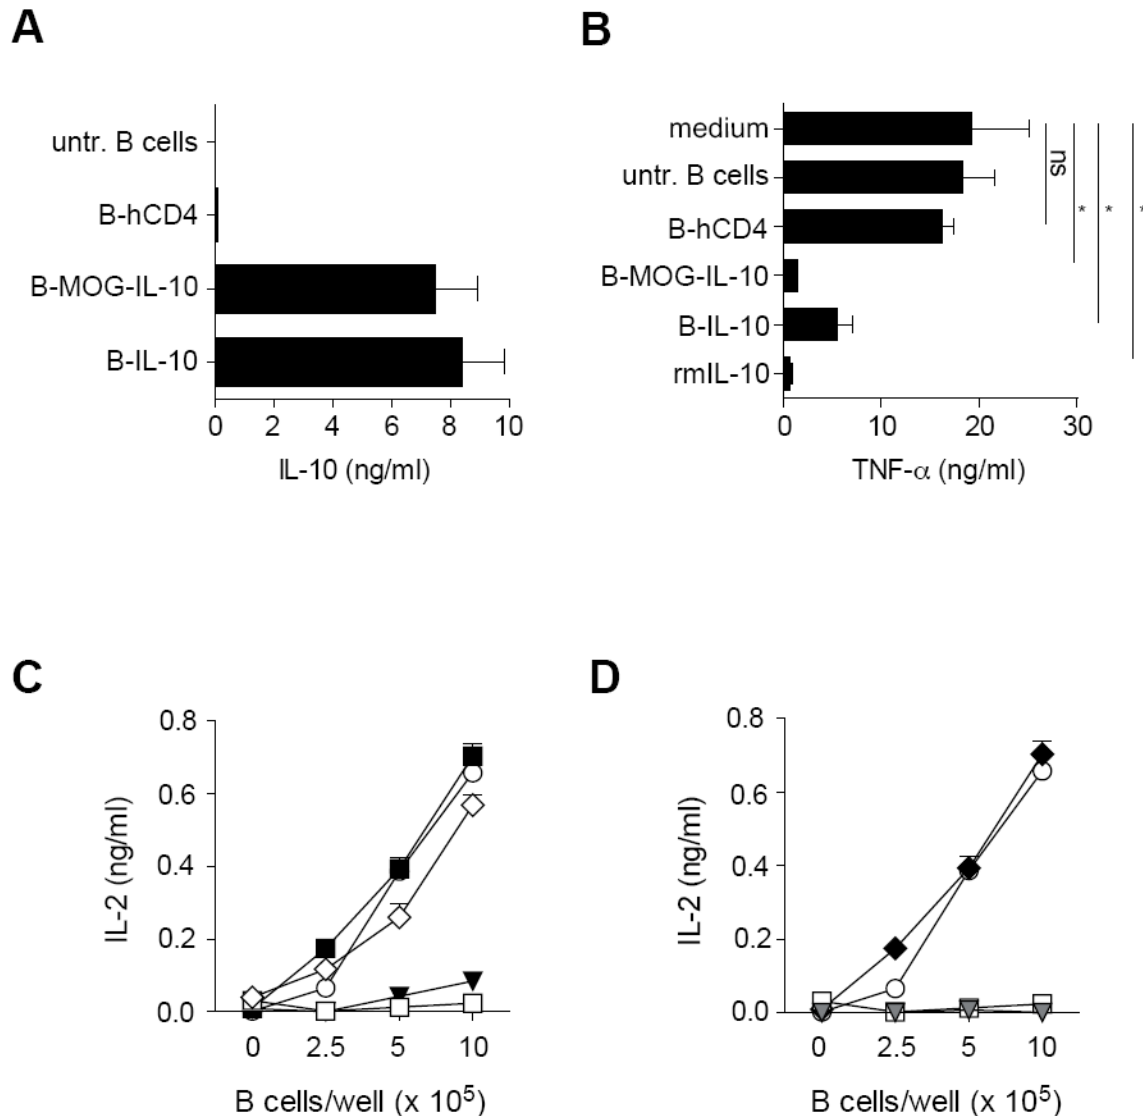 A
untr. B cells
B-hCD4
B-MOG-IL-10
B-IL-10
0 2 4 6 8 10
IL-10 (ng/ml)
B
medium
untr. B cells
B-hCD4
B-MOG-IL-10
B-IL-10
rmIL-10
ns
* * *
0 10 20 30
TNF-α (ng/ml)
C
IL-2 (ng/ml)
0.8
0.6
0.4
0.2
0.0
0 2.5 5 10
B cells/well (x 10⁵)
D
IL-2 (ng/ml)
0.8
0.6
0.4
0.2
0.0
0 2.5 5 10
B cells/well (x 10⁵)